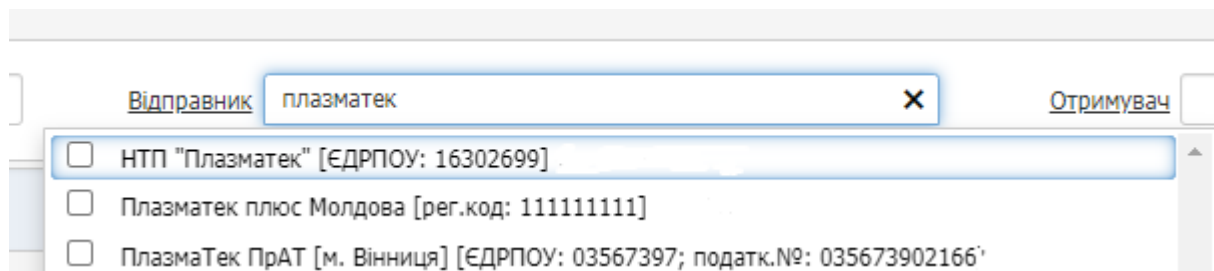 Відправник плазматек × Отримувач
НТП "Плазматек" [ЄДРПОУ: 16302699]
Плазматек плюс Молдова [рег.код: 111111111]
ПлазмаТек ПрАТ [м. Вінниця] [ЄДРПОУ: 03567397; податк.№: 035673902166